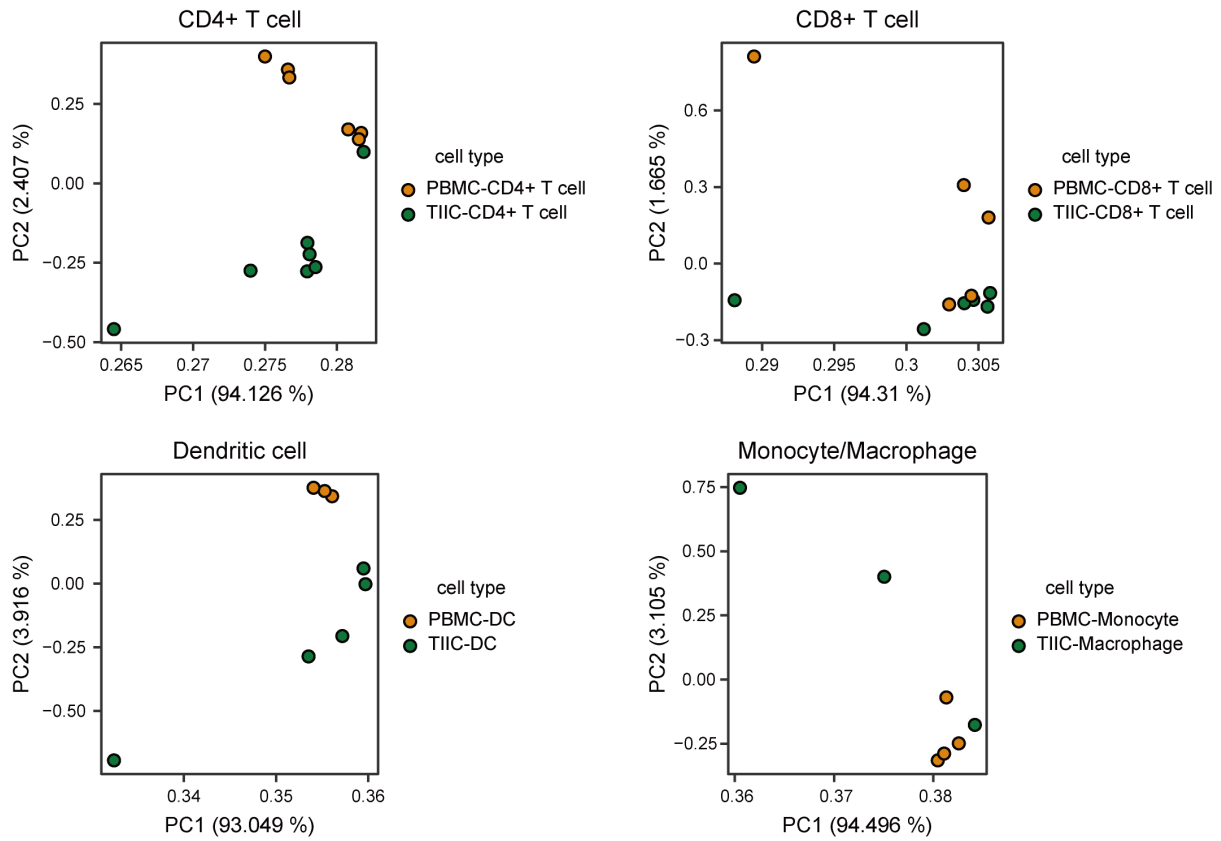 CD4+ T cell
0.25
0.00
−0.25
−0.50
PC2 (2.407 %)
0.265 0.27 0.275 0.28
PC1 (94.126 %)
cell type
PBMC-CD4+ T cell
TIIC-CD4+ T cell
CD8+ T cell
0.6
0.3
0.0
−0.3
PC2 (1.665 %)
0.29 0.295 0.3 0.305
PC1 (94.31 %)
cell type
PBMC-CD8+ T cell
TIIC-CD8+ T cell
Dendritic cell
0.25
0.00
−0.25
−0.50
PC2 (3.916 %)
0.34 0.35 0.36
PC1 (93.049 %)
cell type
PBMC-DC
TIIC-DC
Monocyte/Macrophage
0.75
0.50
0.25
0.00
−0.25
PC2 (3.105 %)
0.36 0.37 0.38
PC1 (94.496 %)
cell type
PBMC-Monocyte
TIIC-Macrophage